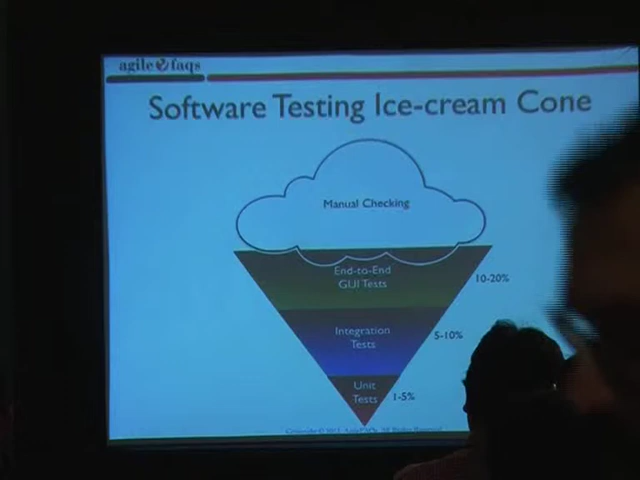 agile faqs
Software Testing Ice-cream Cone
Manual Checking
End-to-End
GUI Tests
10-20%
Integration
Tests
5-10%
Unit
Tests
1-5%